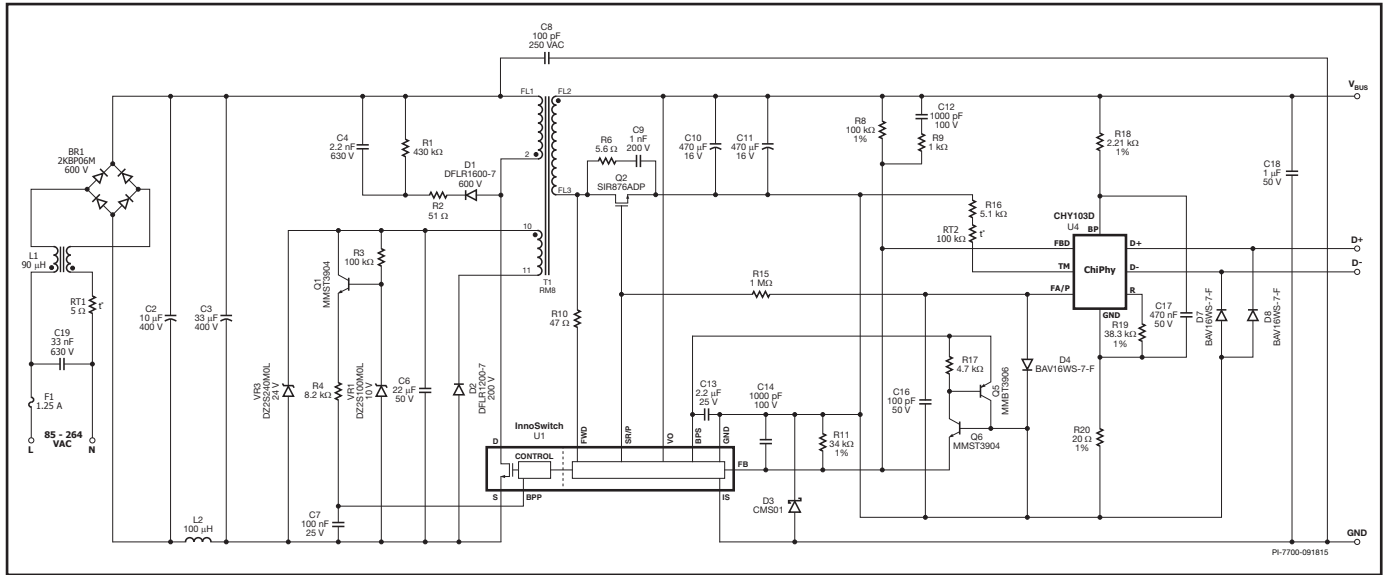 C8
100 pF
250 VAC
FL1
FL2
V BUS
BR1
2KBP06M
600 V
C4
2.2 nF
630 V
R1
430 kΩ
D1
DFLR1600-7
600 V
R2
51 Ω
2
R6
5.6 Ω
C9
1 nF
200 V
Q2
SIR876ADP
FL3
C10
470 µF
16 V
C11
470 µF
16 V
R8
100 kΩ
1%
C12
1000 pF
100 V
R9
1 kΩ
R18
2.21 kΩ
1%
C18
1 µF
50 V
L1
90 µH
RT1
5 Ω
t°
C19
33 nF
630 V
F1
1.25 A
85 - 264
VAC
L
N
C2
10 µF
400 V
C3
33 µF
400 V
L2
100 µH
Q1
MMST3904
R3
100 kΩ
10
11
T1
RM8
R16
5.1 kΩ
RT2
100 kΩ
t°
CHY103D
U4
BP
FBD
TM
FA/P
ChiPhy
D+
D-
R
GND
D+
D-
R15
1 MΩ
R10
47 Ω
R19
38.3 kΩ
1%
C17
470 nF
50 V
D7
BAV16WS-7-F
D8
BAV16WS-7-F
VR3
DZ2S240M0L
24 V
R4
8.2 kΩ
VR1
DZ2S100M0L
10 V
C6
22 µF
50 V
D2
DFLR1200-7
200 V
InnoSwitch
U1
D
FWD
SR/P
VO
BPS
GND
CONTROL
S
BPP
IS
FB
C13
2.2 µF
25 V
C14
1000 pF
100 V
R11
34 kΩ
1%
D3
CMS01
C16
100 pF
50 V
R17
4.7 kΩ
Q5
MMBT3906
Q6
MMST3904
D4
BAV16WS-7-F
R20
20 Ω
1%
C7
100 nF
25 V
GND
PI-7700-091815